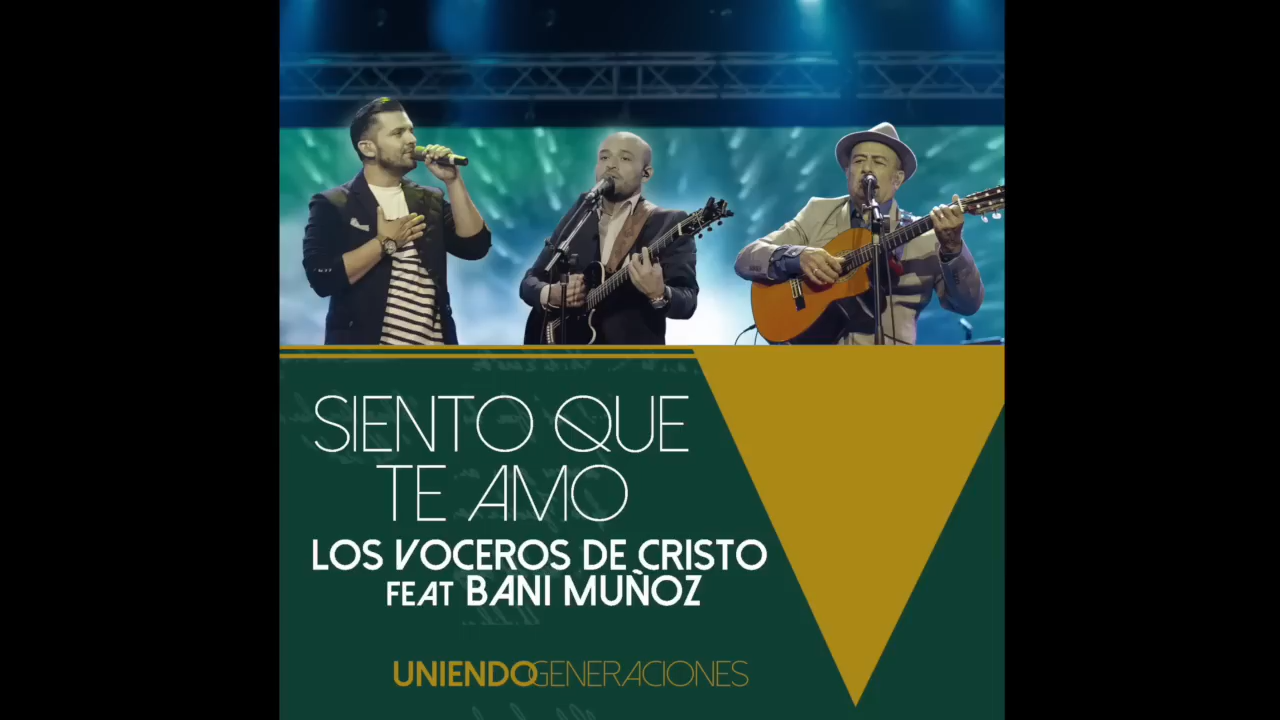 SIENTO QUE
TE AMO
LOS VOCEROS DE CRISTO
FEAT BANI MUÑOZ
UNIENDOGENERACIONES